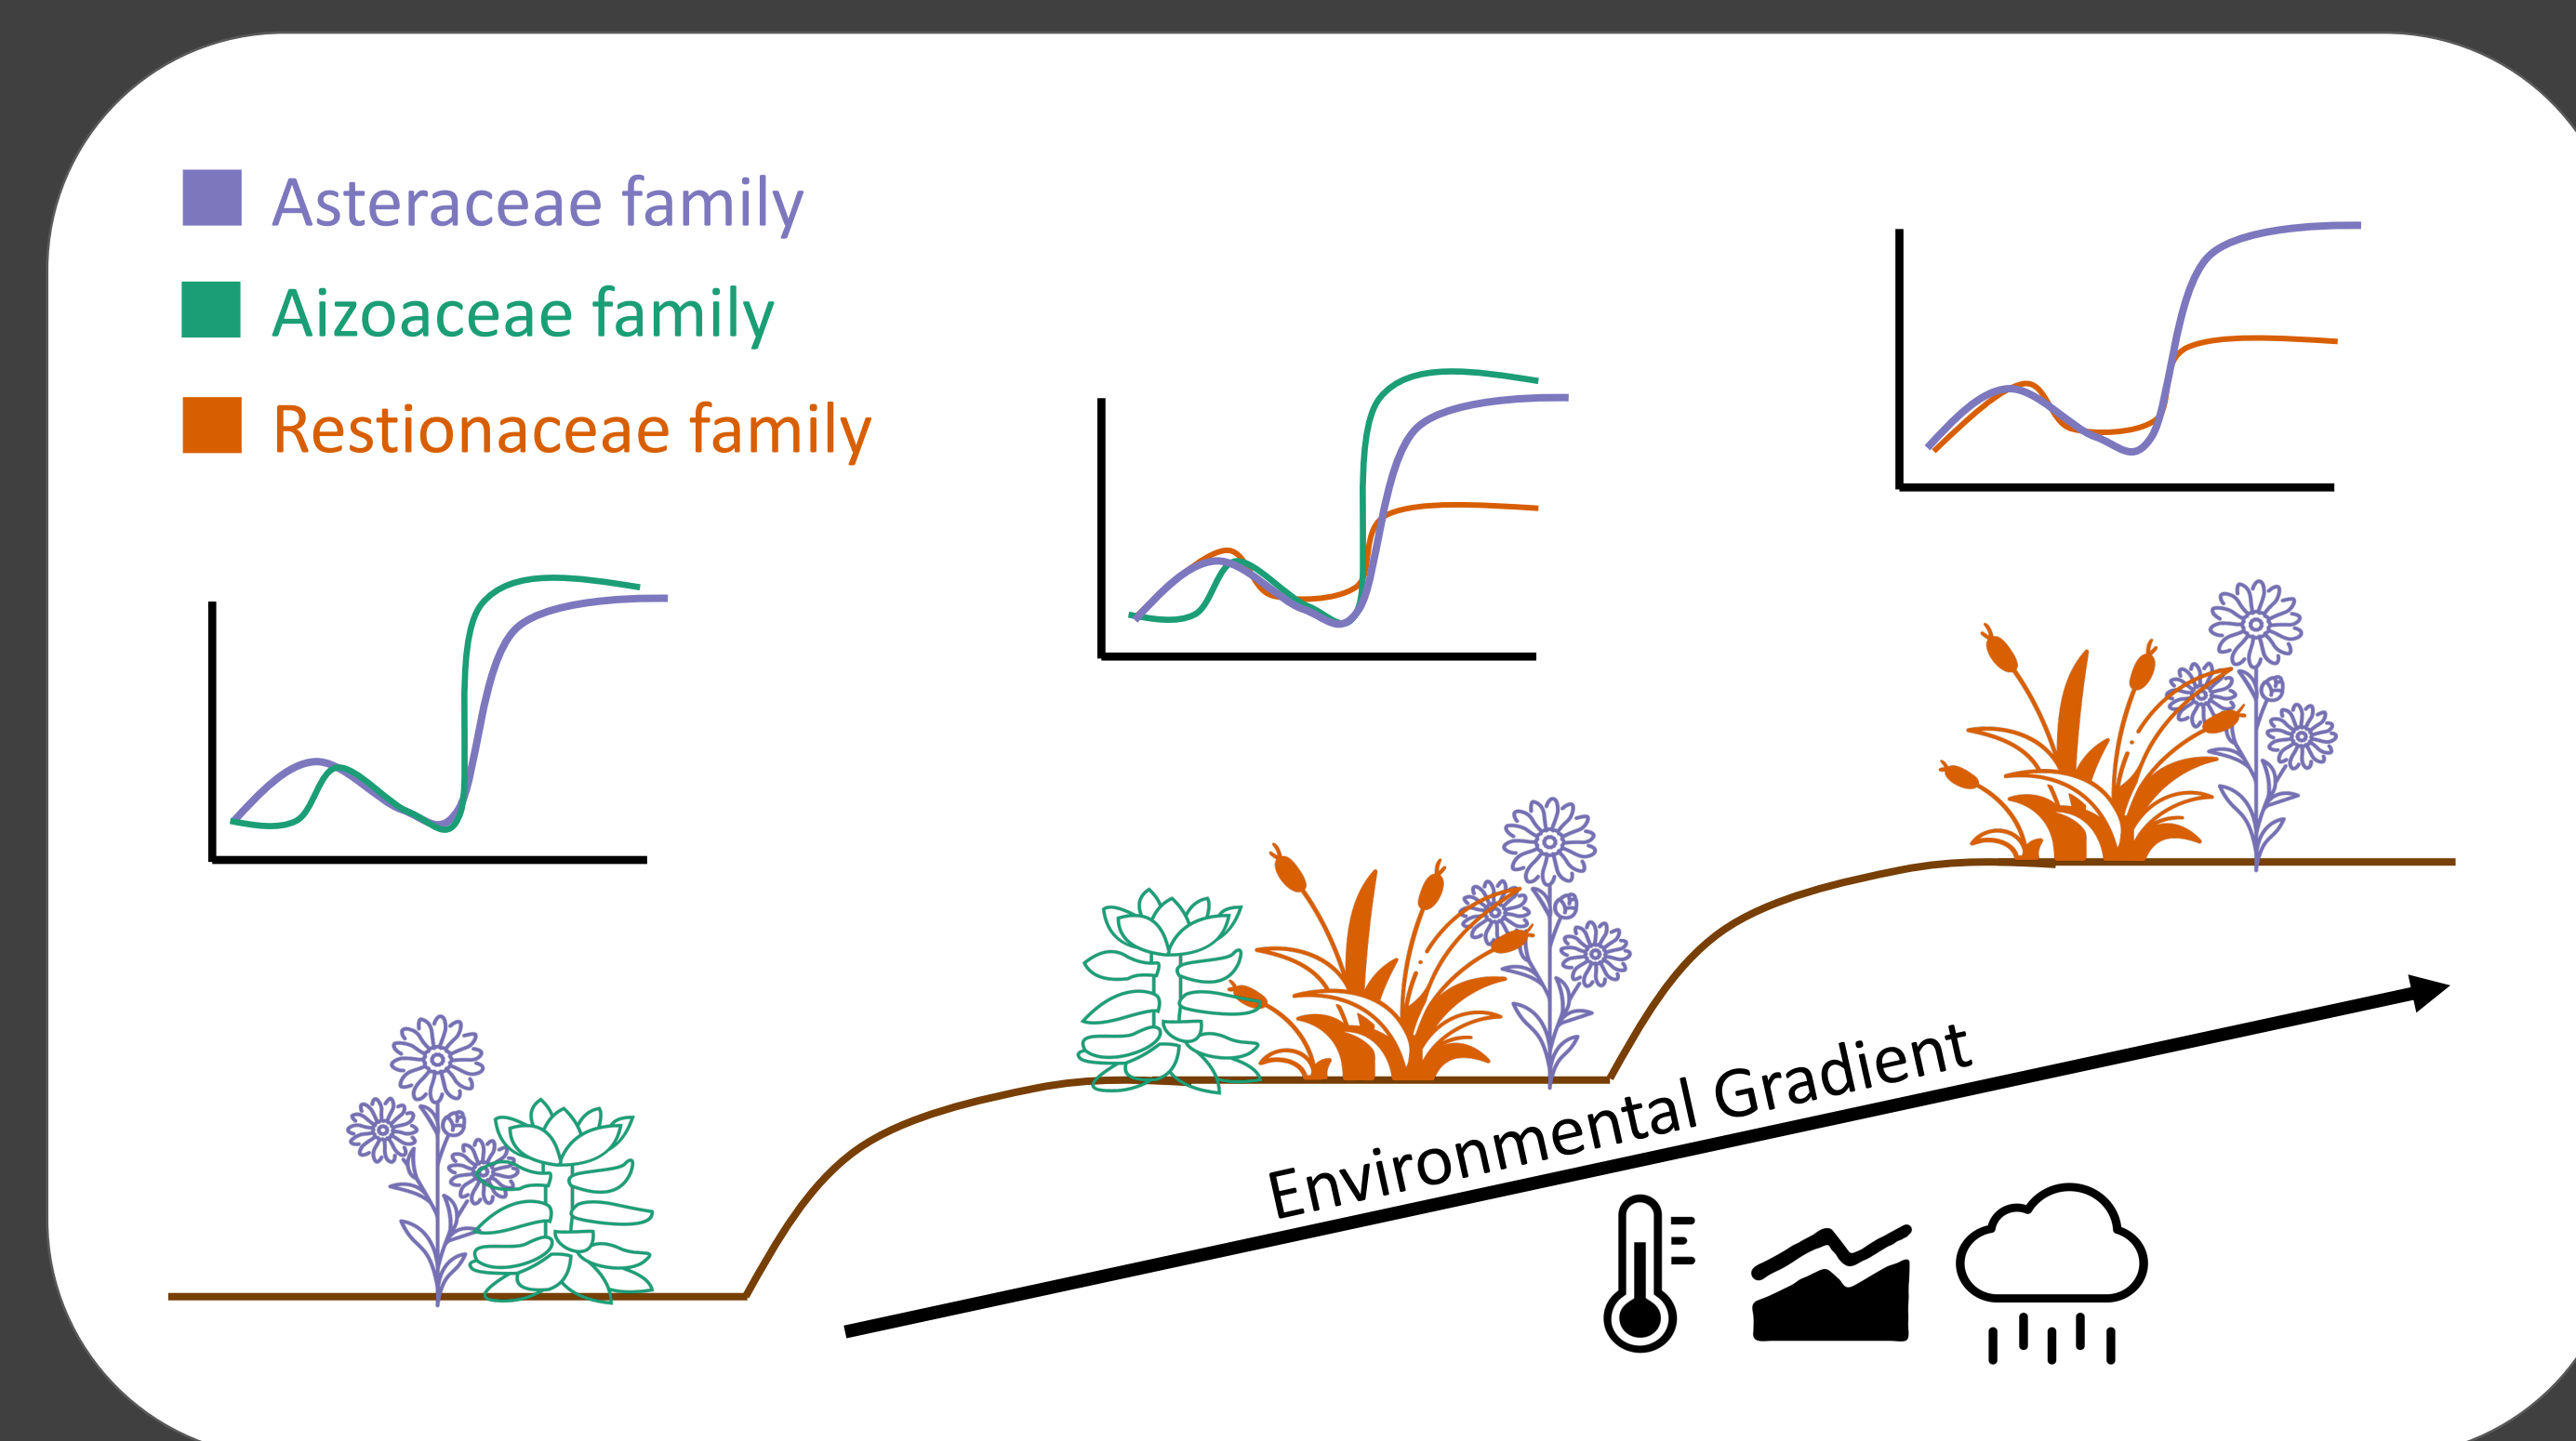 Asteraceae family
Aizoaceae family
Restionaceae family
Environmental Gradient